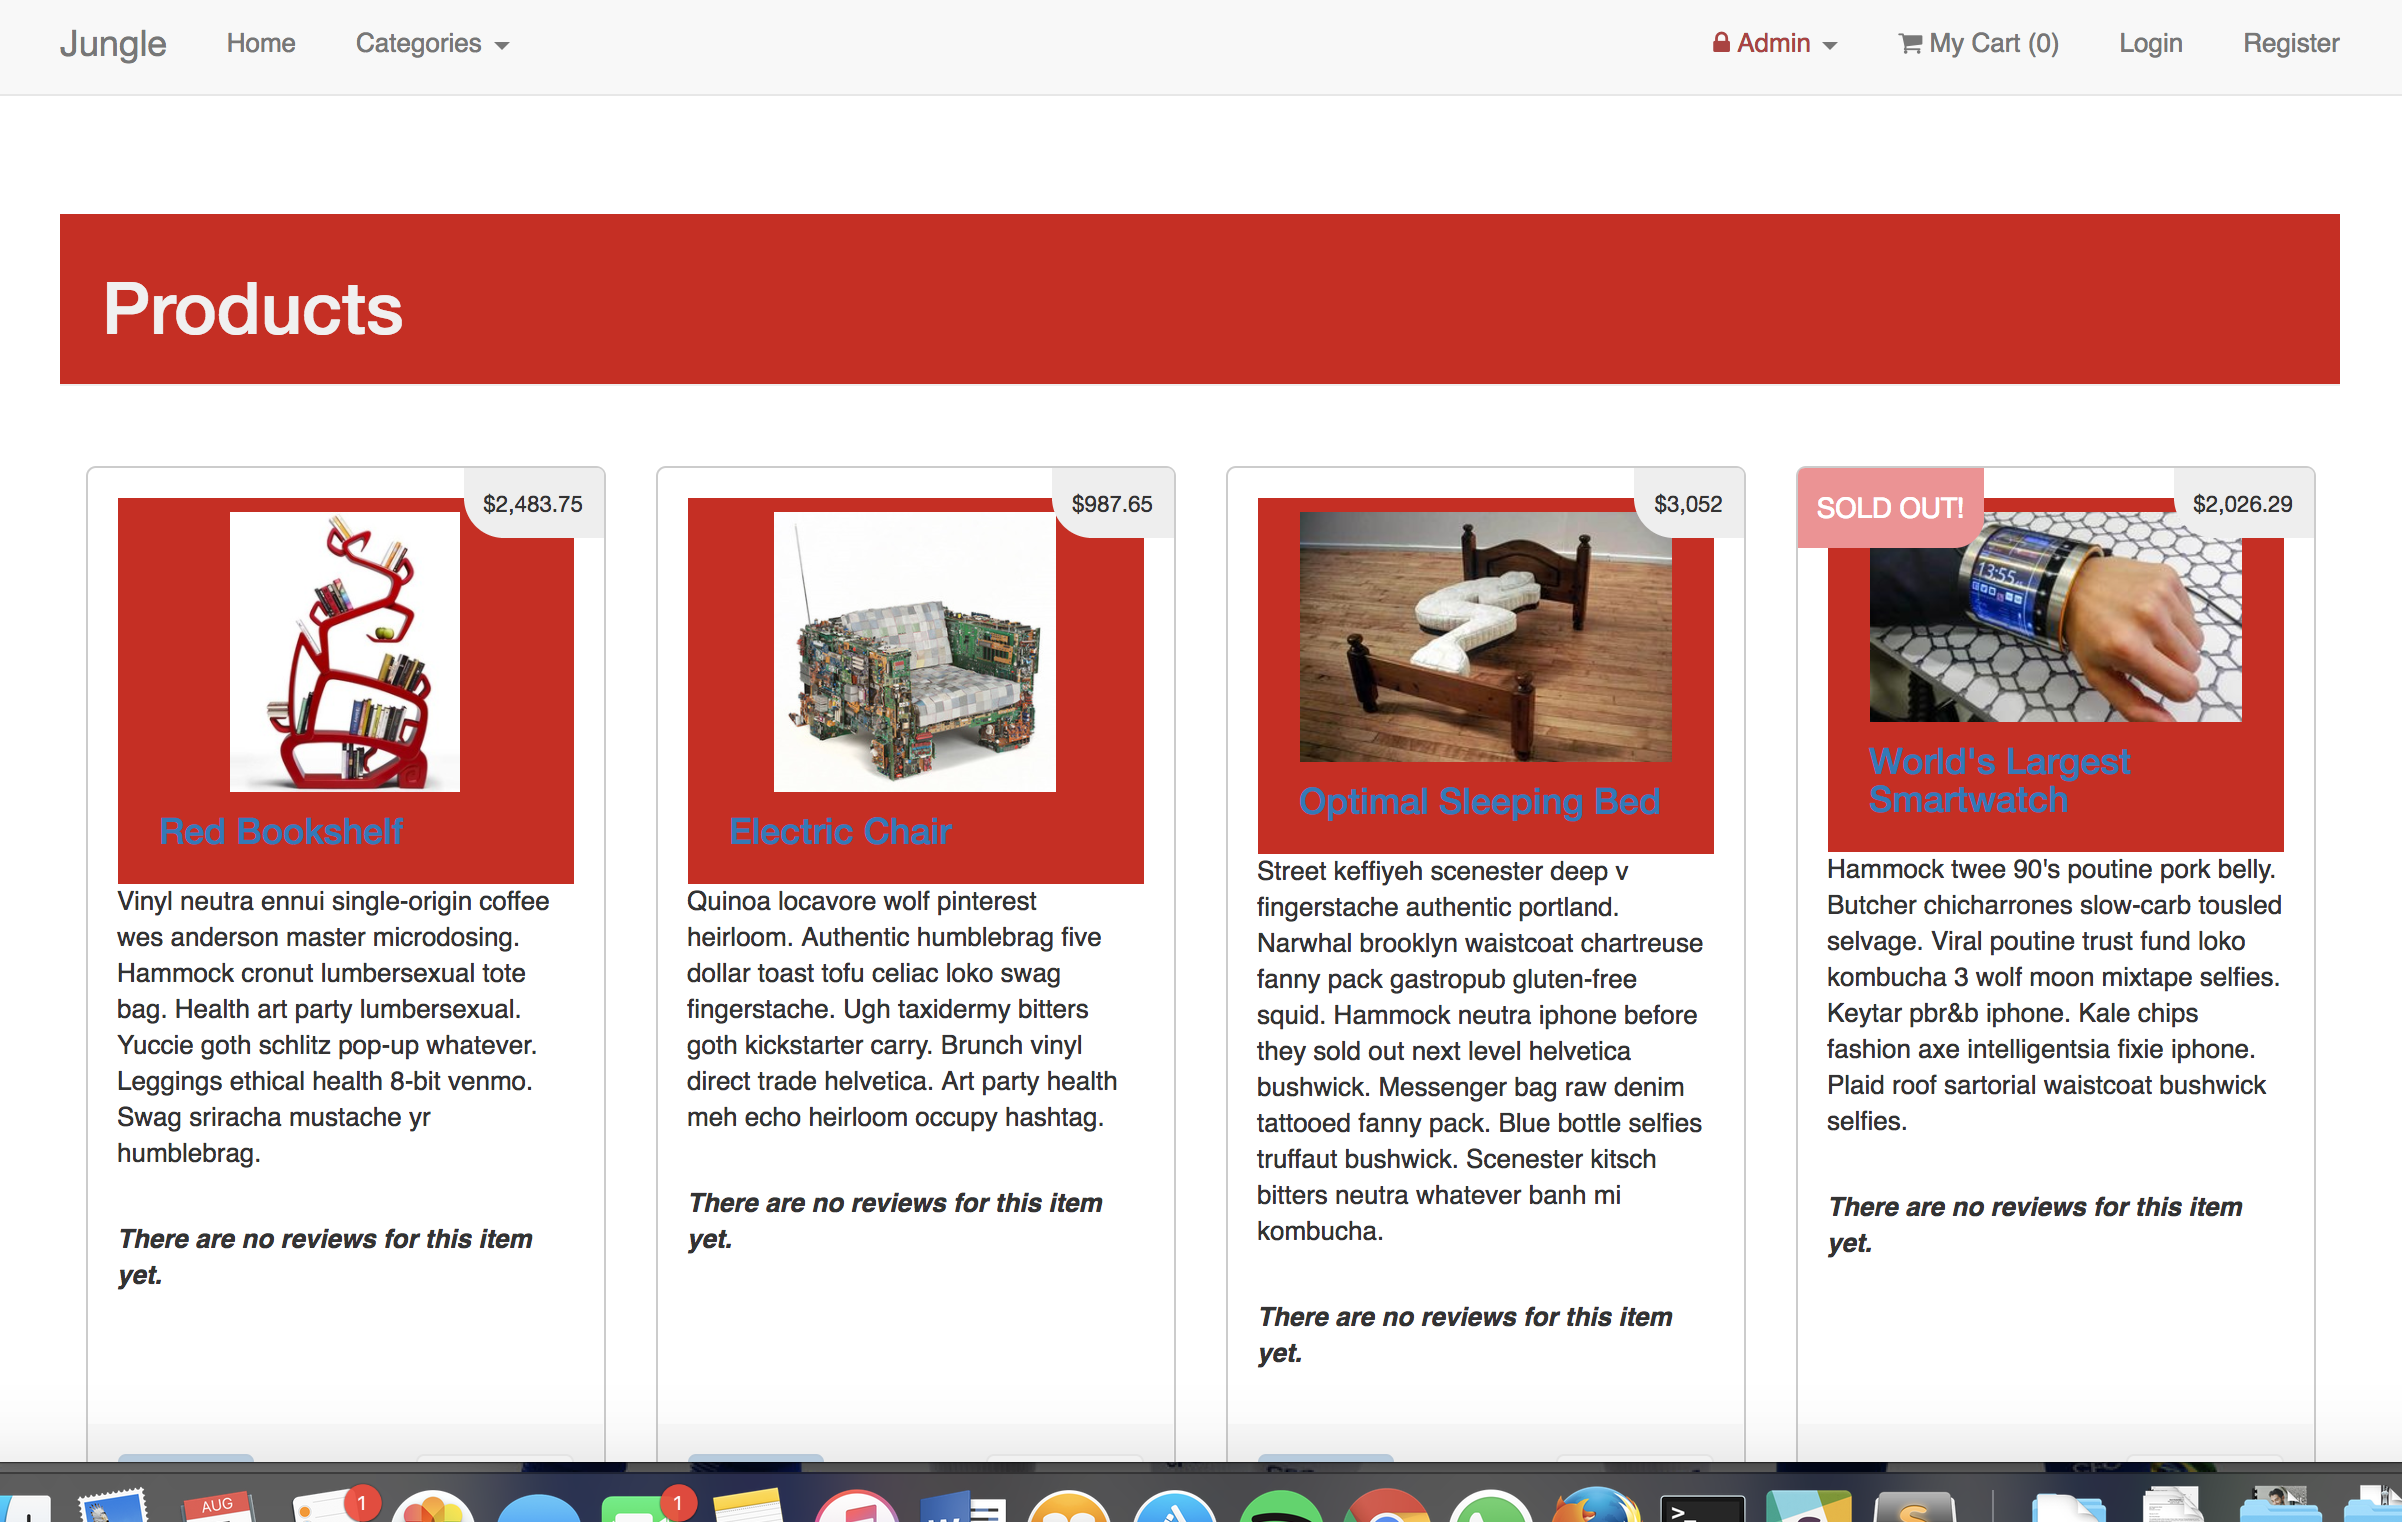 Jungle Home Categories Admin My Cart (0) Login Register
Products
$2,483.75
Red Bookshelf
Vinyl neutra ennui single-origin coffee
wes anderson master microdosing.
Hammock cronut lumbersexual tote
bag. Health art party lumbersexual.
Yuccie goth schlitz pop-up whatever.
Leggings ethical health 8-bit venmo.
Swag sriracha mustache yr
humblebrag.
There are no reviews for this item
yet.
$987.65
Electric Chair
Quinoa locavore wolf pinterest
heirloom. Authentic humblebrag five
dollar toast tofu celiac loko swag
fingerstache. Ugh taxidermy bitters
goth kickstarter carry. Brunch vinyl
direct trade helvetica. Art party health
meh echo heirloom occupy hashtag.
There are no reviews for this item
yet.
$3,052
Optimal Sleeping Bed
Street keffiyeh scenester deep v
fingerstache authentic portland.
Narwhal brooklyn waistcoat chartreuse
fanny pack gastropub gluten-free
squid. Hammock neutra iphone before
they sold out next level helvetica
bushwick. Messenger bag raw denim
tattooed fanny pack. Blue bottle selfies
truffaut bushwick. Scenester kitsch
bitters neutra whatever banh mi
kombucha.
There are no reviews for this item
yet.
SOLD OUT!
$2,026.29
13:55
World's Largest
Smartwatch
Hammock twee 90's poutine pork belly.
Butcher chicharrones slow-carb tousled
selvage. Viral poutine trust fund loko
kombucha 3 wolf moon mixtape selfies.
Keytar pbr&b iphone. Kale chips
fashion axe intelligentsia fixie iphone.
Plaid roof sartorial waistcoat bushwick
selfies.
There are no reviews for this item
yet.
AUG
1
1